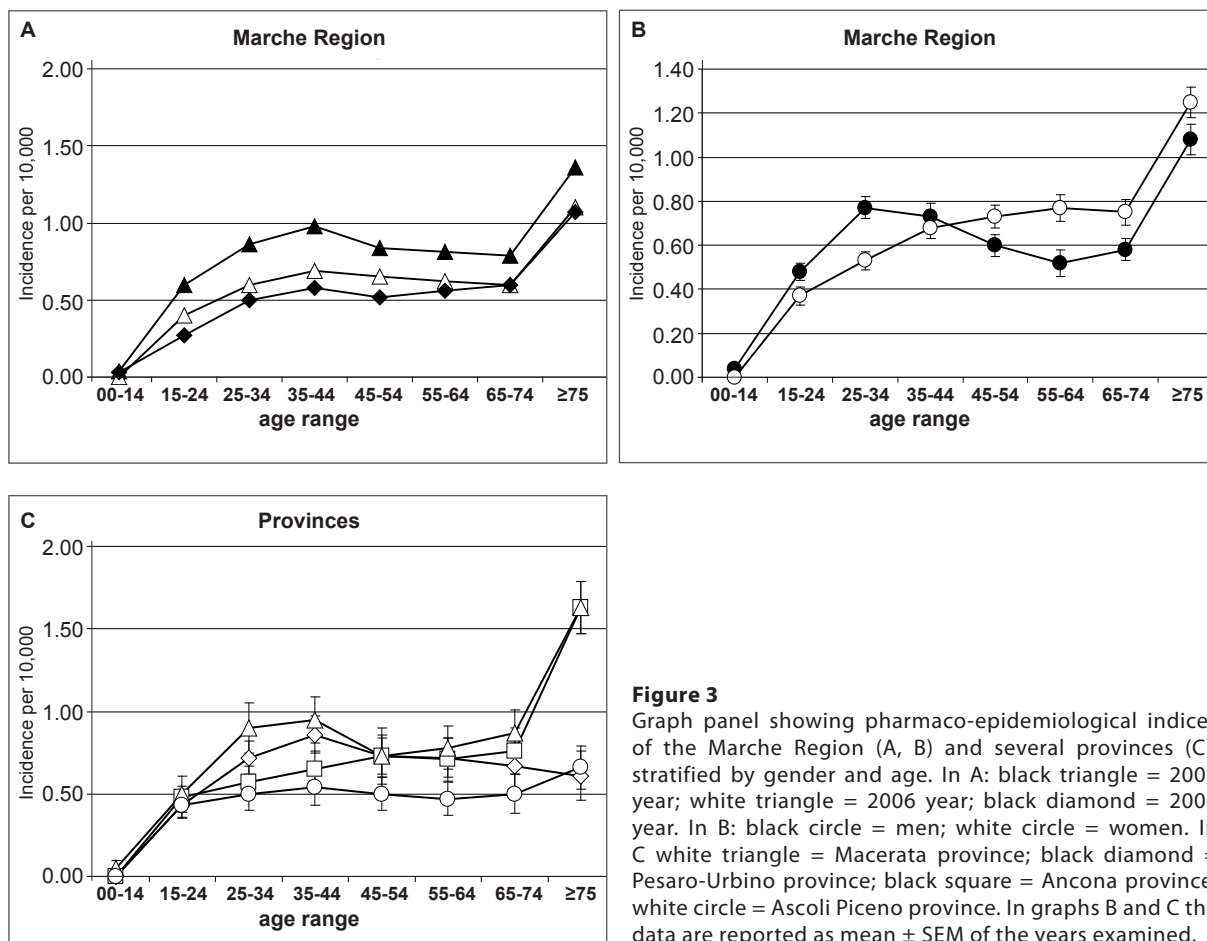 A
Marche Region
Incidence per 10,000
2.00
1.50
1.00
0.50
0.00
00-14 15-24 25-34 35-44 45-54 55-64 65-74 ≥75
age range
B
Marche Region
Incidence per 10,000
1.40
1.20
1.00
0.80
0.60
0.40
0.20
0.00
00-14 15-24 25-34 35-44 45-54 55-64 65-74 ≥75
age range
C
Provinces
Incidence per 10,000
2.00
1.50
1.00
0.50
0.00
00-14 15-24 25-34 35-44 45-54 55-64 65-74 ≥75
age range
Figure 3
Graph panel showing pharmaco-epidemiological indice
of the Marche Region (A, B) and several provinces (C)
stratified by gender and age. In A: black triangle = 200
year; white triangle = 2006 year; black diamond = 200
year. In B: black circle = men; white circle = women. I
C white triangle = Macerata province; black diamond =
Pesaro-Urbino province; black square = Ancona province
white circle = Ascoli Piceno province. In graphs B and C th
data are reported as mean ± SEM of the years examined.